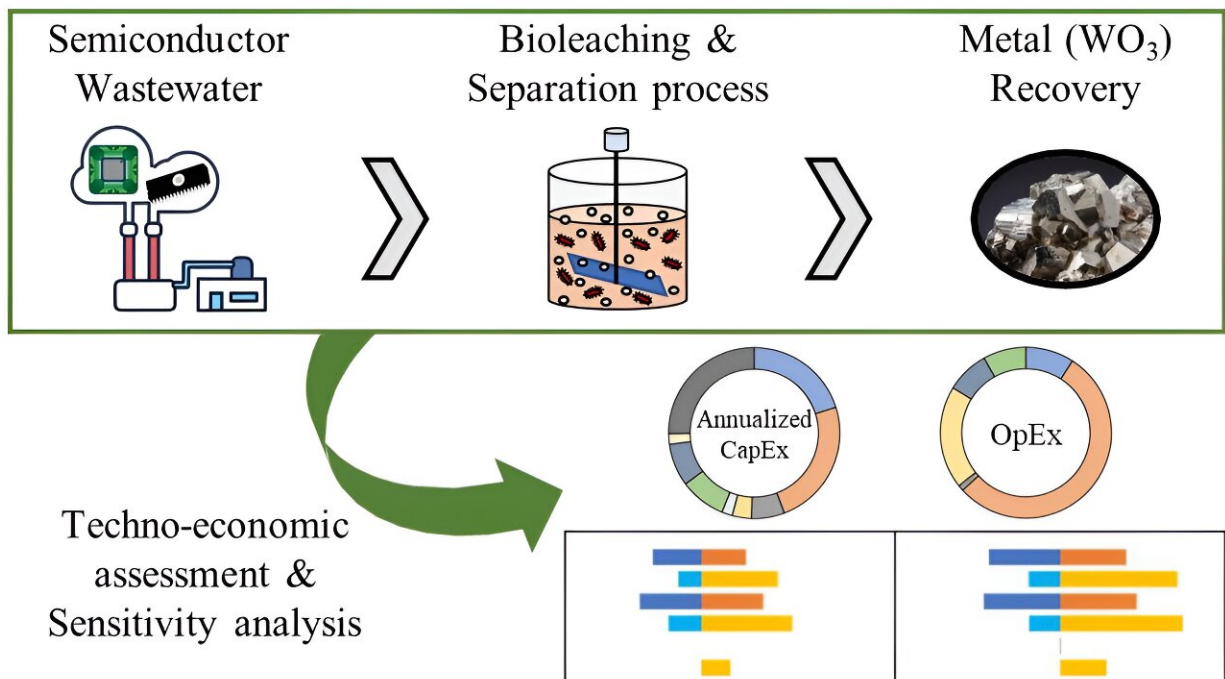 Semiconductor
Wastewater
Bioleaching &
Separation process
Metal (WO₃)
Recovery
Annualized
CapEx
OpEx
Techno-economic
assessment &
Sensitivity analysis